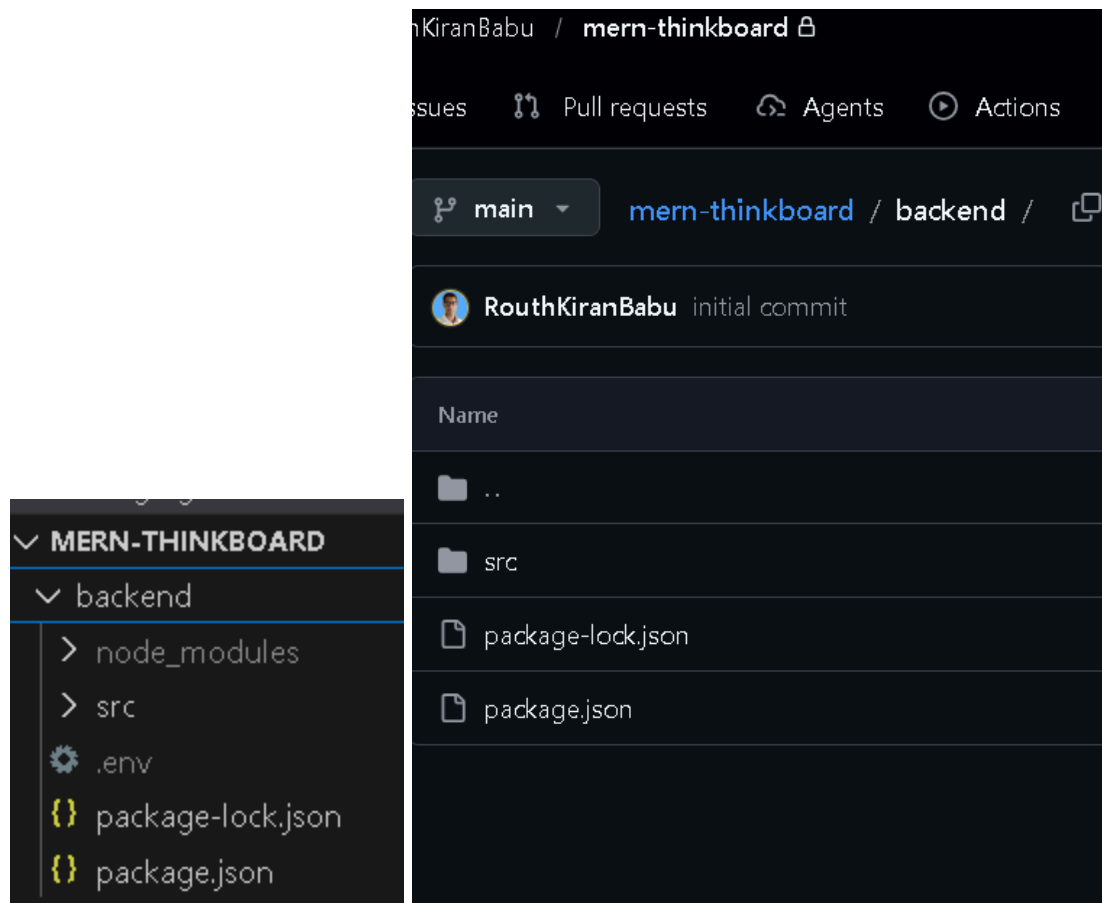 MERN-THINKBOARD
backend
node_modules
src
.env
{} package-lock.json
{} package.json
KiranBabu / mern-thinkboard
ssues Pull requests Agents Actions
main mern-thinkboard / backend /
RouthKiranBabu initial commit
Name
..
src
package-lock.json
package.json